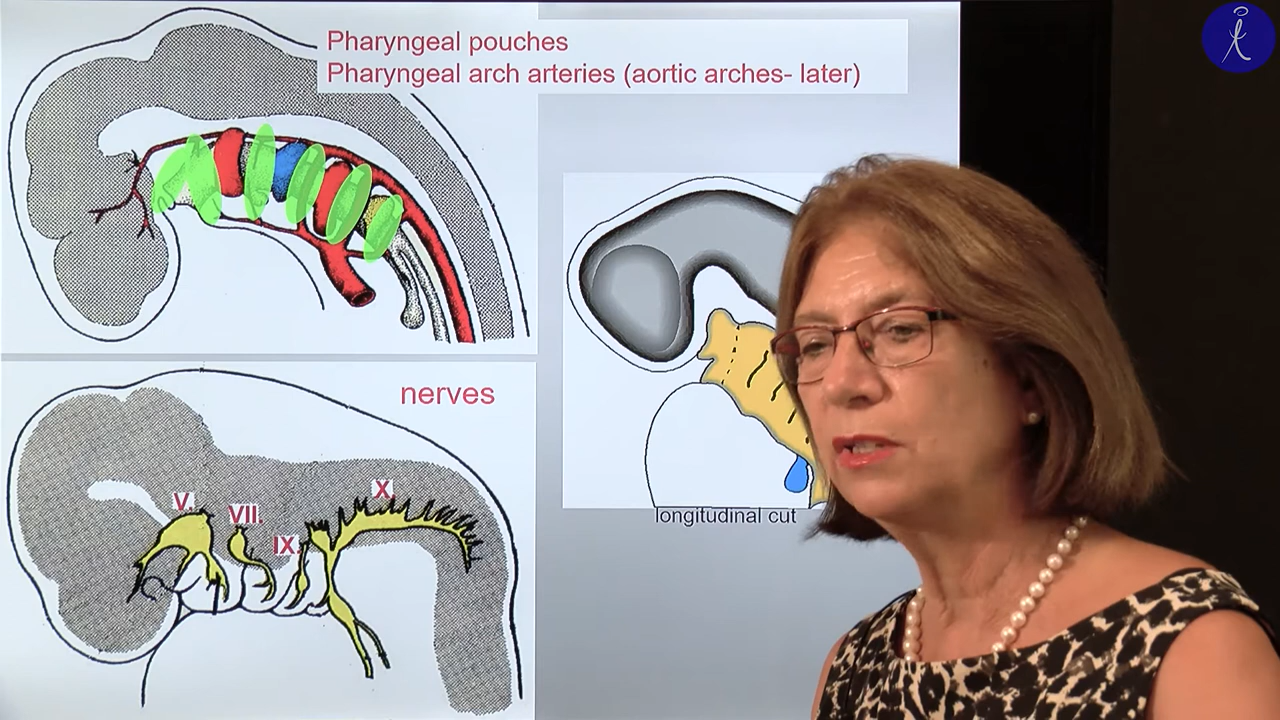 Pharyngeal pouches
Pharyngeal arch arteries (aortic arches- later)
nerves
V.
VII.
IX.
X.
longitudinal cut